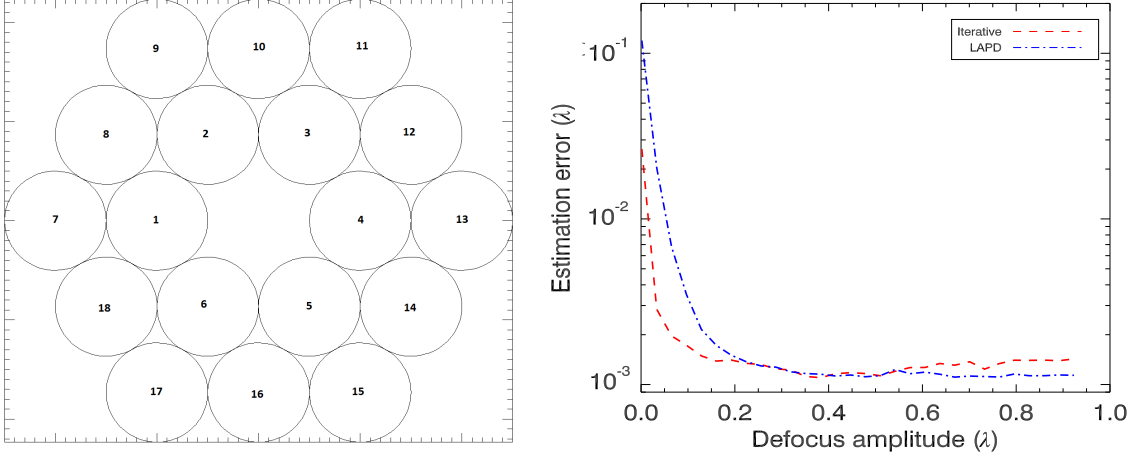 9 10 11
8 2 3 12
7 1 4 13
18 6 5 14
17 16 15
Iterative
LAPD
10^-1
10^-2
10^-3
Estimation error (λ)
0.0 0.2 0.4 0.6 0.8 1.0
Defocus amplitude (λ)